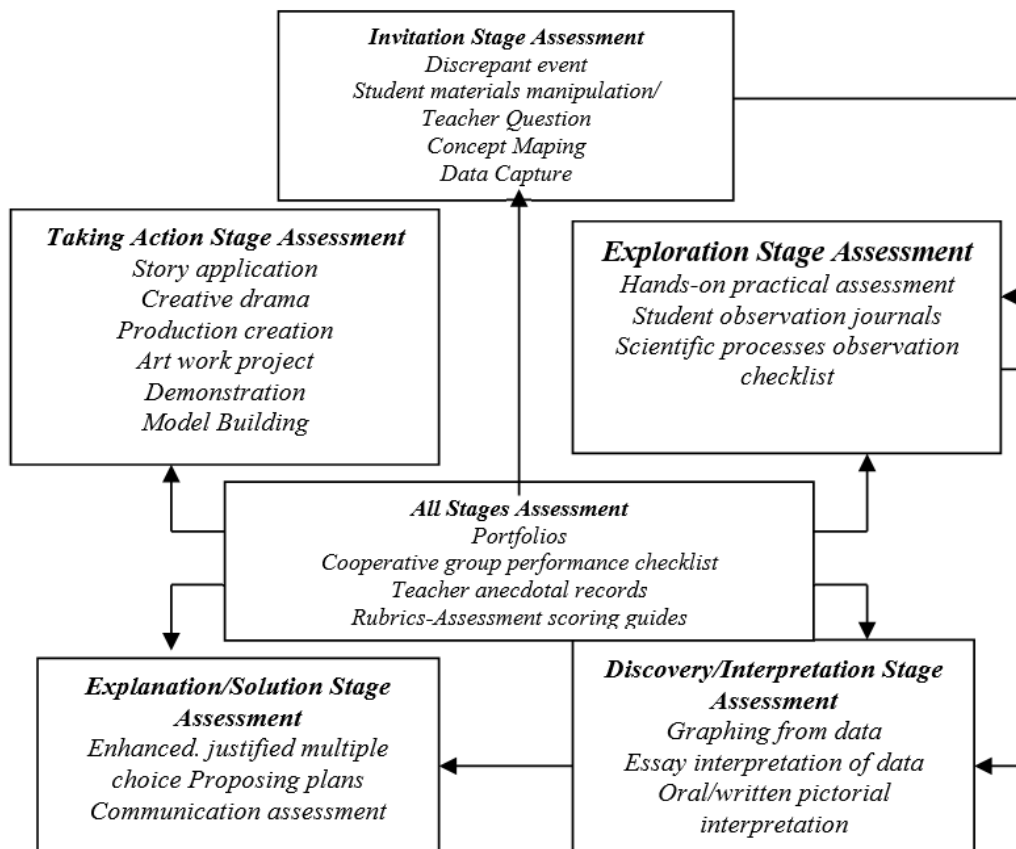 Invitation Stage Assessment
Discrepant event
Student materials manipulation/
Teacher Question
Concept Maping
Data Capture
Taking Action Stage Assessment
Story application
Creative drama
Production creation
Art work project
Demonstration
Model Building
Exploration Stage Assessment
Hands-on practical assessment
Student observation journals
Scientific processes observation
checklist
All Stages Assessment
Portfolios
Cooperative group performance checklist
Teacher anecdotal records
Rubrics-Assessment scoring guides
Explanation/Solution Stage
Assessment
Enhanced. justified multiple
choice Proposing plans
Communication assessment
Discovery/Interpretation Stage
Assessment
Graphing from data
Essay interpretation of data
Oral/written pictorial
interpretation